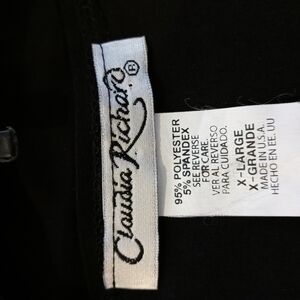 Claudia Richard ®
95% POLYESTER
5% SPANDEX
SEE REVERSE
FOR CARE.
VER AL REVERSO
PARA CUIDADO.
X-LARGE
X-GRANDE
MADE IN U.S.A.
HECHO EN EE. UU